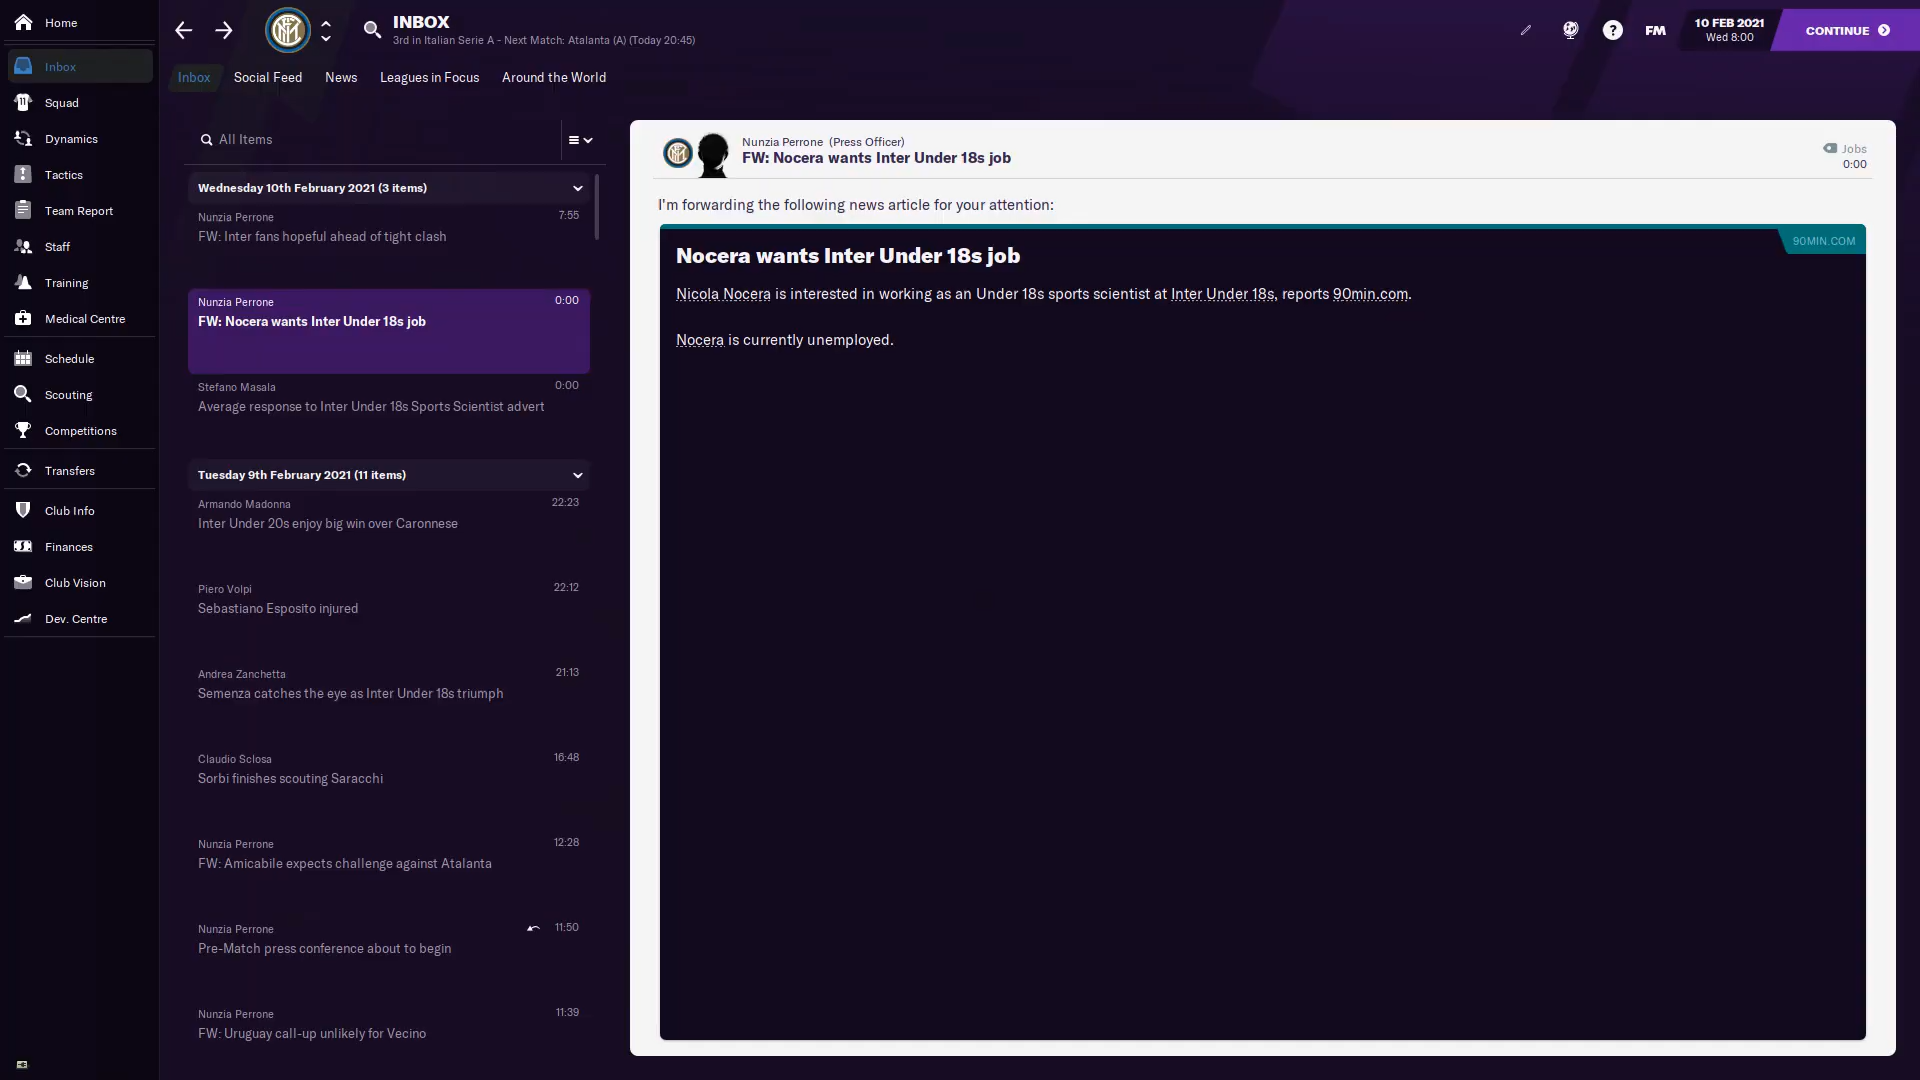 Home
Inbox
Squad
Dynamics
Tactics
Team Report
Staff
Training
Medical Centre
Schedule
Scouting
Competitions
Transfers
Club Info
Finances
Club Vision
Dev. Centre
INBOX
3rd in Italian Serie A - Next Match: Atalanta (A) (Today 20:45)
FM
10 FEB 2021
Wed 8:00
CONTINUE
Inbox Social Feed News Leagues in Focus Around the World
All Items
Wednesday 10th February 2021 (3 items)
Nunzia Perrone 7:55
FW: Inter fans hopeful ahead of tight clash
Nunzia Perrone 0:00
FW: Nocera wants Inter Under 18s job
Stefano Masala 0:00
Average response to Inter Under 18s Sports Scientist advert
Tuesday 9th February 2021 (11 items)
Armando Madonna 22:23
Inter Under 20s enjoy big win over Caronnese
Piero Volpi 22:12
Sebastiano Esposito injured
Andrea Zanchetta 21:13
Semenza catches the eye as Inter Under 18s triumph
Claudio Sclosa 16:48
Sorbi finishes scouting Saracchi
Nunzia Perrone 12:28
FW: Amicabile expects challenge against Atalanta
Nunzia Perrone 11:50
Pre-Match press conference about to begin
Nunzia Perrone 11:39
FW: Uruguay call-up unlikely for Vecino
Nunzia Perrone (Press Officer)
FW: Nocera wants Inter Under 18s job
Jobs
0:00
I'm forwarding the following news article for your attention:
90MIN.COM
Nocera wants Inter Under 18s job
Nicola Nocera is interested in working as an Under 18s sports scientist at Inter Under 18s, reports 90min.com.
Nocera is currently unemployed.